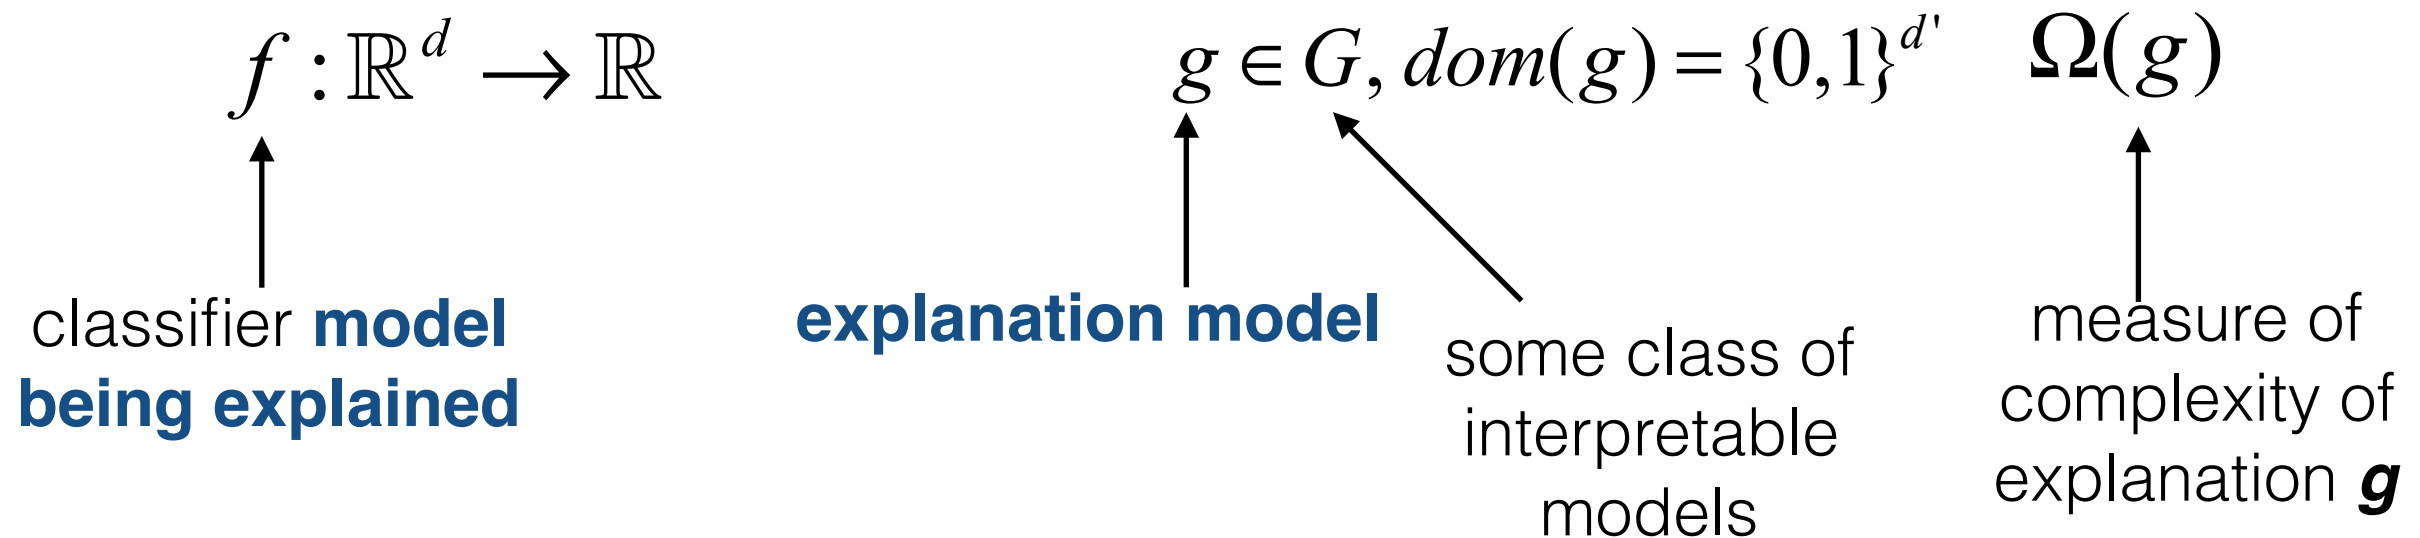 f : ℝ^d → ℝ
g ∈ G, dom(g) = {0,1}^d'
Ω(g)
classifier model
being explained
explanation model
some class of
interpretable
models
measure of
complexity of
explanation g